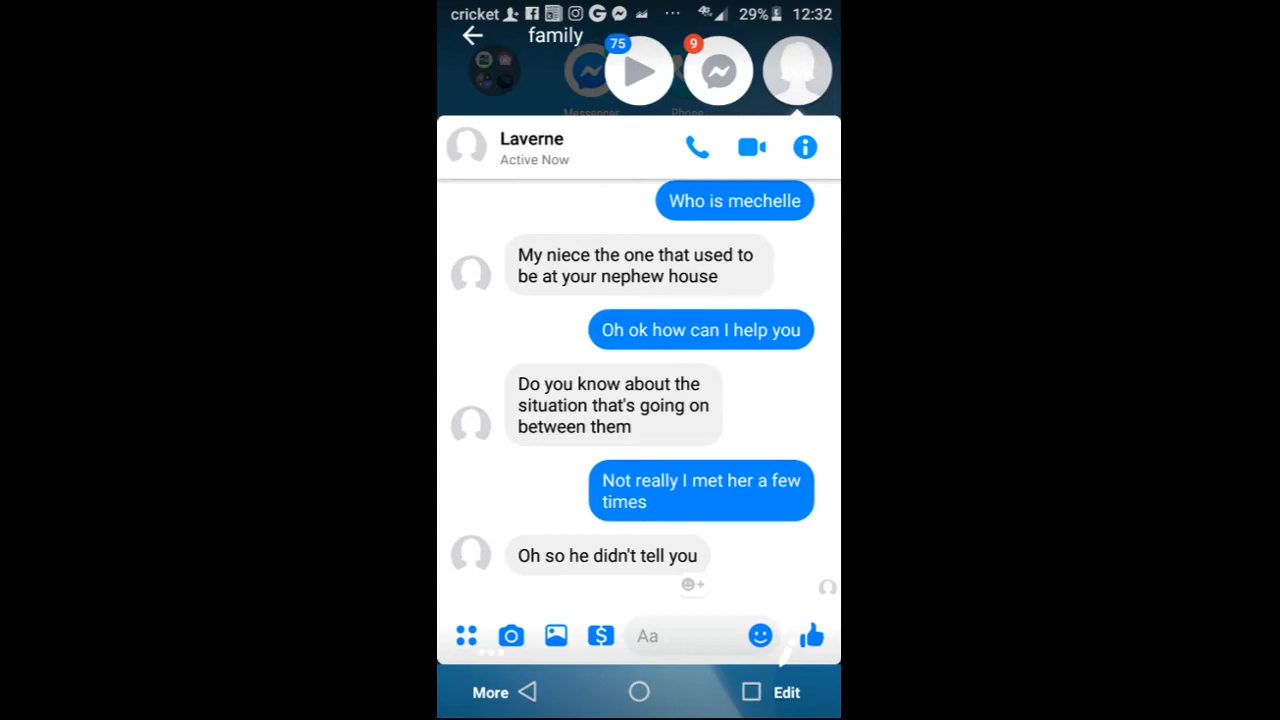 cricket ... 4G 29% 12:32
family
75
9
Messenger
Phone
Laverne
Active Now
Who is mechelle
My niece the one that used to
be at your nephew house
Oh ok how can I help you
Do you know about the
situation that's going on
between them
Not really I met her a few
times
Oh so he didn't tell you
Aa
More
Edit